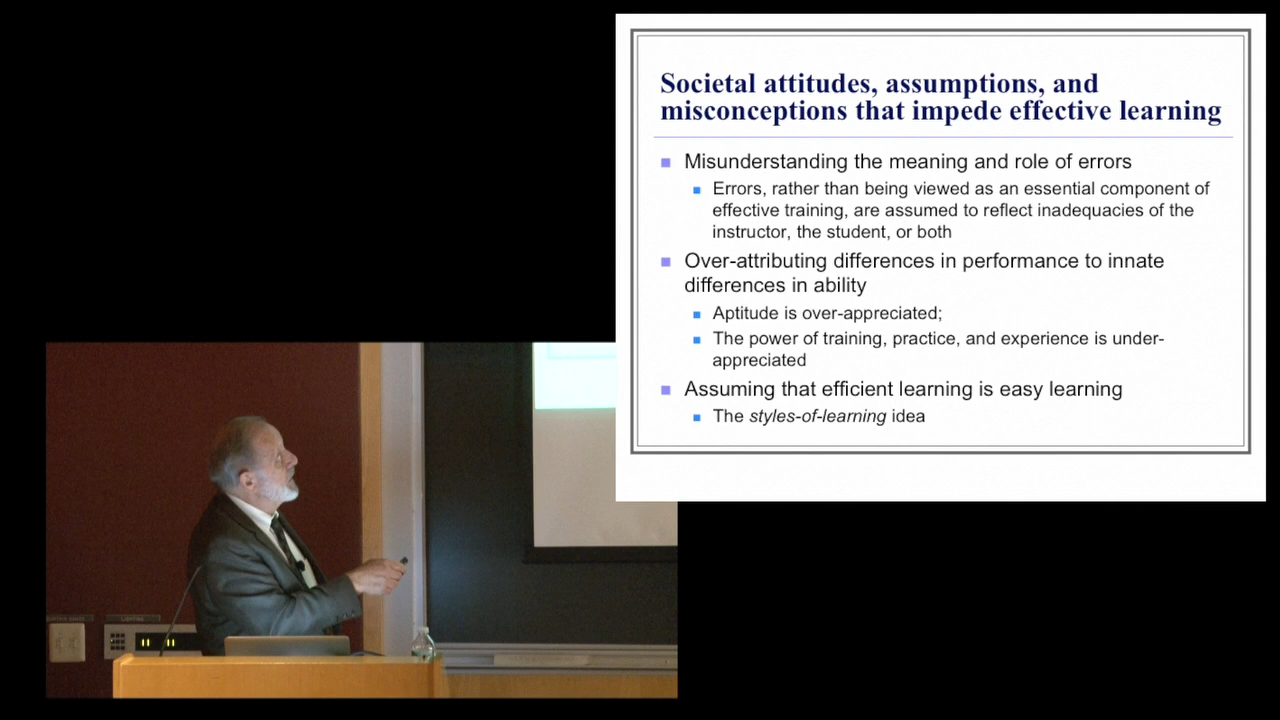 Societal attitudes, assumptions, and
misconceptions that impede effective learning
Misunderstanding the meaning and role of errors
Errors, rather than being viewed as an essential component of
effective training, are assumed to reflect inadequacies of the
instructor, the student, or both
Over-attributing differences in performance to innate
differences in ability
Aptitude is over-appreciated;
The power of training, practice, and experience is under-
appreciated
Assuming that efficient learning is easy learning
The styles-of-learning idea
LIGHTING